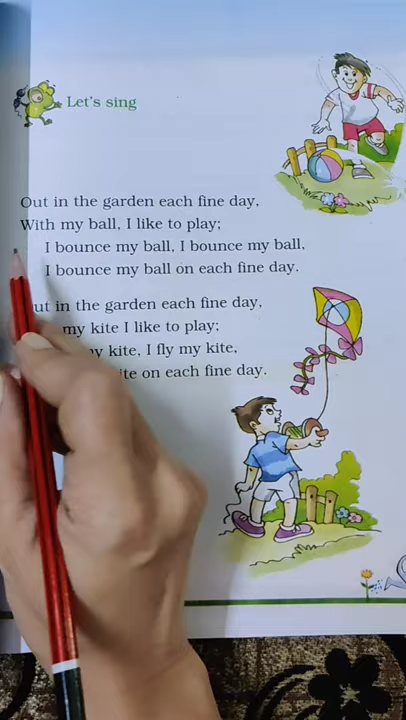 Let's sing
Out in the garden each fine day,
With my ball, I like to play;
I bounce my ball, I bounce my ball,
I bounce my ball on each fine day.
ut in the garden each fine day,
my kite I like to play;
my kite, I fly my kite,
kite on each fine day.